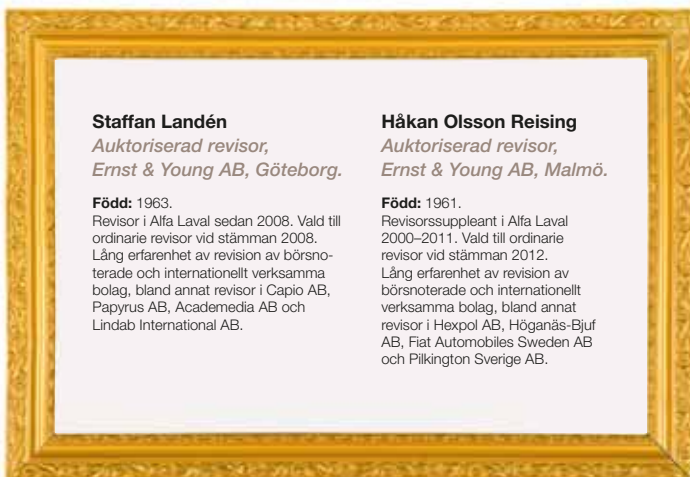 Staffan Landén
Auktoriserad revisor,
Ernst & Young AB, Göteborg.
Född: 1963.
Revisor i Alfa Laval sedan 2008. Vald till
ordinarie revisor vid stämman 2008.
Lång erfarenhet av revision av börsno-
terade och internationellt verksamma
bolag, bland annat revisor i Capio AB,
Papyrus AB, Academedia AB och
Lindab International AB.
Håkan Olsson Reising
Auktoriserad revisor,
Ernst & Young AB, Malmö.
Född: 1961.
Revisorssuppleant i Alfa Laval
2000–2011. Vald till ordinarie
revisor vid stämman 2012.
Lång erfarenhet av revision av
börsnoterade och internationellt
verksamma bolag, bland annat
revisor i Hexpol AB, Höganäs-Bjuf
AB, Fiat Automobiles Sweden AB
och Pilkington Sverige AB.